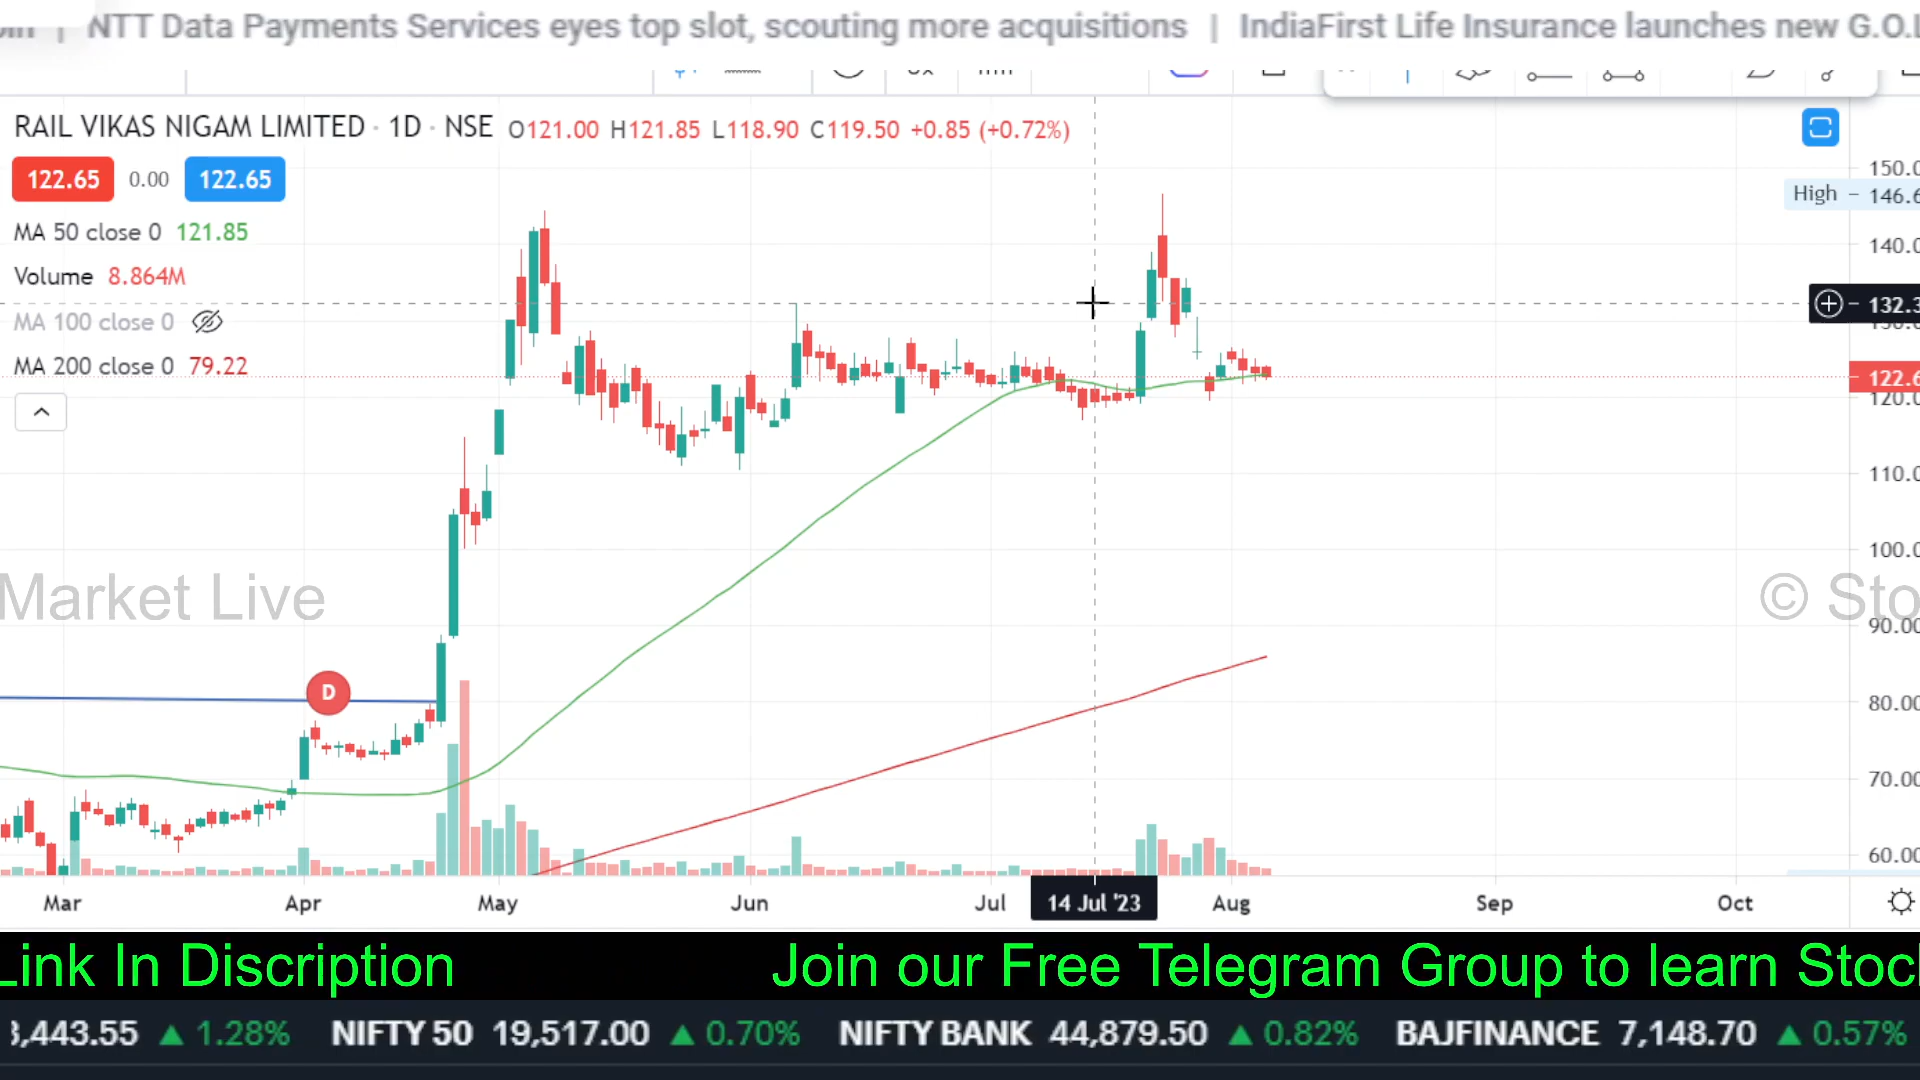 | NTT Data Payments Services eyes top slot, scouting more acquisitions | IndiaFirst Life Insurance launches new G.O.L
RAIL VIKAS NIGAM LIMITED · 1D · NSE O121.00 H121.85 L118.90 C119.50 +0.85 (+0.72%)
122.65 0.00 122.65
MA 50 close 0 121.85
Volume 8.864M
MA 100 close 0
MA 200 close 0 79.22
150.0
High 146.6
140.0
132.3
130.0
122.6
120.0
110.0
100.0
Market Live © Sto
90.00
D
80.00
70.00
60.00
Mar Apr May Jun Jul 14 Jul '23 Aug Sep Oct
Link In Discription Join our Free Telegram Group to learn Stoc
3,443.55 ▲ 1.28% NIFTY 50 19,517.00 ▲ 0.70% NIFTY BANK 44,879.50 ▲ 0.82% BAJFINANCE 7,148.70 ▲ 0.57%